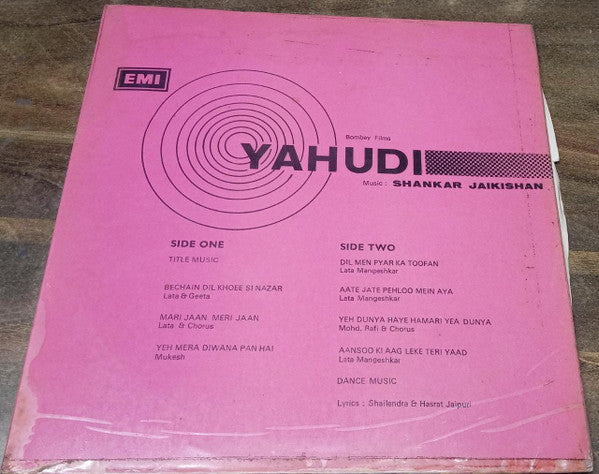 EMI
Bombay Films
YAHUDI
Music : SHANKAR JAIKISHAN
SIDE ONE
TITLE MUSIC
BECHAIN DIL KHOEE SI NAZAR
Lata & Geeta
MARI JAAN MERI JAAN
Lata & Chorus
YEH MERA DIWANA PAN HAI
Mukesh
SIDE TWO
DIL MEN PYAR KA TOOFAN
Lata Mangeshkar
AATE JATE PEHLOO MEIN AYA
Lata Mangeshkar
YEH DUNYA HAYE HAMARI YEA DUNYA
Mohd. Rafi & Chorus
AANSOO KI AAG LEKE TERI YAAD
Lata Mangeshkar
DANCE MUSIC
Lyrics : Shailendra & Hasrat Jaipuri